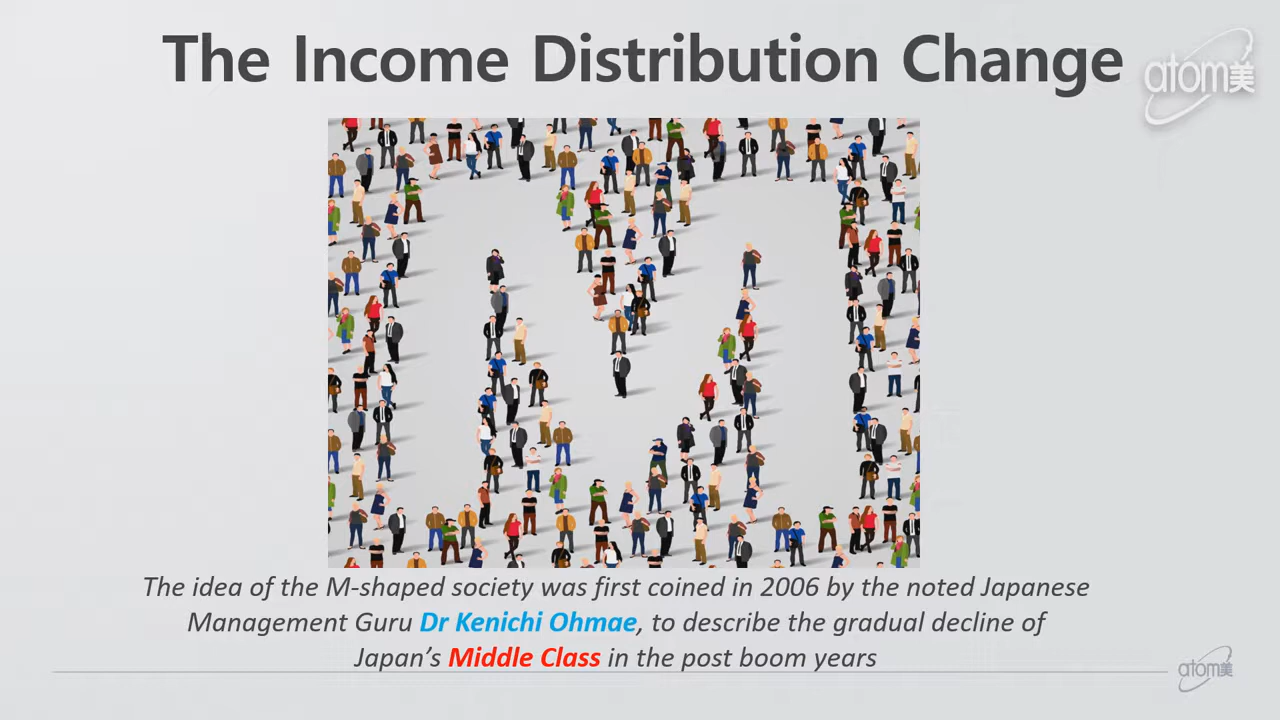 The Income Distribution Change
atom美
The idea of the M-shaped society was first coined in 2006 by the noted Japanese
Management Guru Dr Kenichi Ohmae, to describe the gradual decline of
Japan's Middle Class in the post boom years
atom美